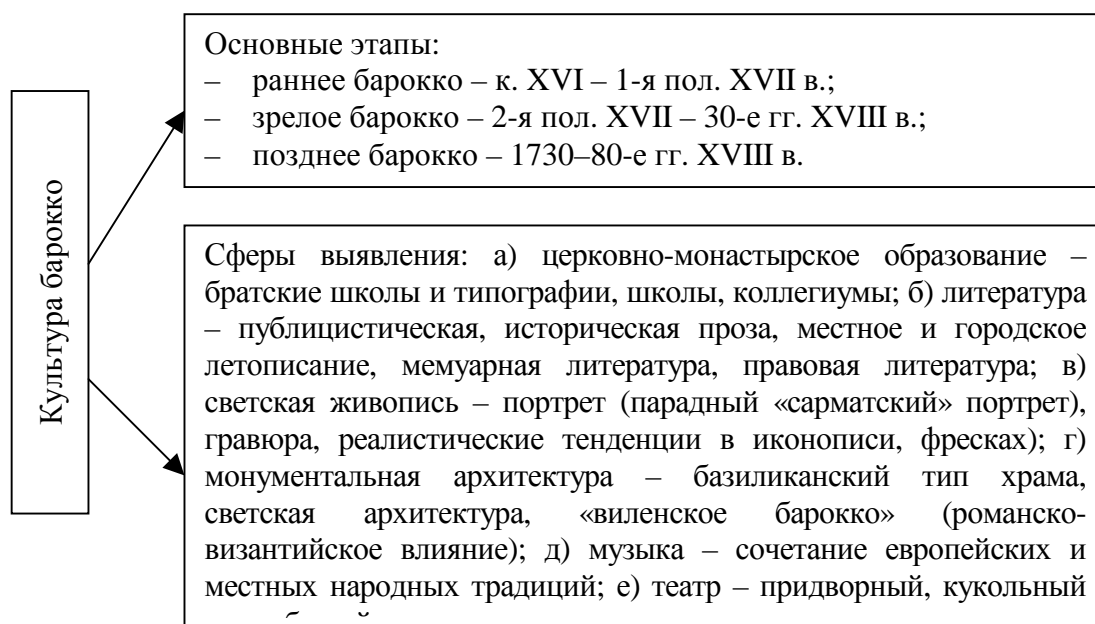 Культура барокко
Основные этапы:
– раннее барокко – к. XVI – 1-я пол. XVII в.;
– зрелое барокко – 2-я пол. XVII – 30-е гг. XVIII в.;
– позднее барокко – 1730–80-е гг. XVIII в.
Сферы выявления: а) церковно-монастырское образование –
братские школы и типографии, школы, коллегиумы; б) литература
– публицистическая, историческая проза, местное и городское
летописание, мемуарная литература, правовая литература; в)
светская живопись – портрет (парадный «сарматский» портрет),
гравюра, реалистические тенденции в иконописи, фресках); г)
монументальная архитектура – базиликанский тип храма,
светская архитектура, «виленское барокко» (романско-
византийское влияние); д) музыка – сочетание европейских и
местных народных традиций; е) театр – придворный, кукольный